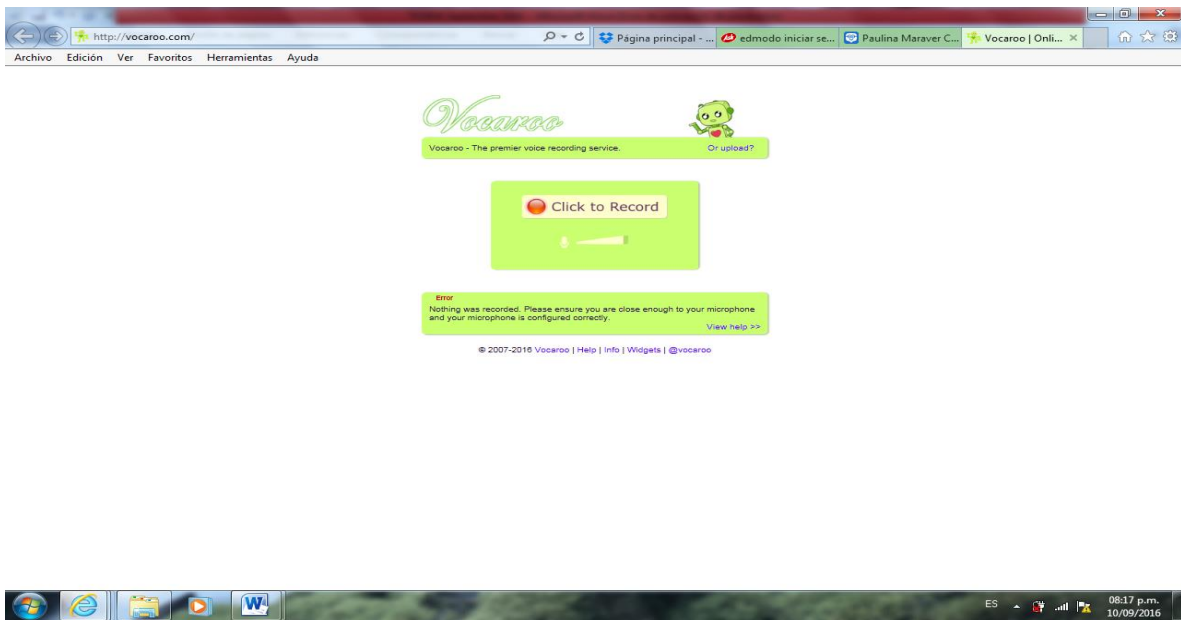 http://vocaroo.com/
Página principal - ...
edmodo iniciar se...
Paulina Maraver C...
Vocaroo | Onli...
Archivo Edición Ver Favoritos Herramientas Ayuda
Vocaroo
Vocaroo - The premier voice recording service. Or upload?
Click to Record
Error
Nothing was recorded. Please ensure you are close enough to your microphone
and your microphone is configured correctly.
View help >>
© 2007-2016 Vocaroo | Help | Info | Widgets | @vocaroo
ES
08:17 p.m.
10/09/2016